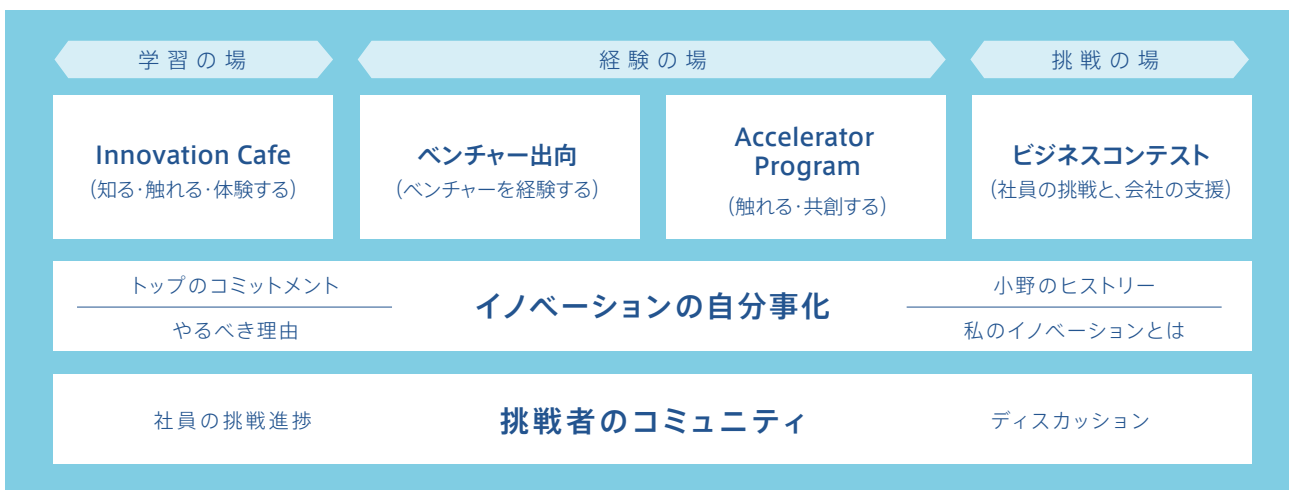 学習の場
経験の場
挑戦の場
Innovation Cafe
（知る・触れる・体験する）
ベンチャー出向
（ベンチャーを経験する）
Accelerator
Program
（触れる・共創する）
ビジネスコンテスト
（社員の挑戦と、会社の支援）
トップのコミットメント
やるべき理由
イノベーションの自分事化
小野のヒストリー
私のイノベーションとは
社員の挑戦進捗
挑戦者のコミュニティ
ディスカッション